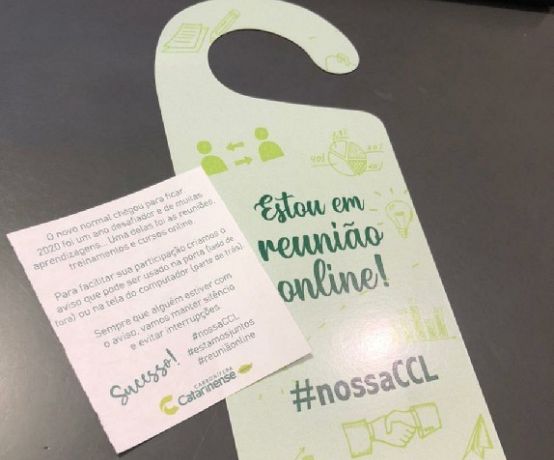 Estou em
reunião
online!
#nossaCCL
O novo normal chegou para ficar
2020 foi um ano desafiador e de muitas
aprendizagens... Uma delas foi as reuniões,
treinamentos e cursos online.
Para facilitar sua participação criamos o
aviso que pode ser usado na porta (lado de
fora) ou na tela do computador (parte de trás)
Sempre que alguém estiver com
o aviso, vamos manter silêncio
e evitar interrupções.
Sucesso!
#nossaCCL
#estamosjuntos
#reuniãonline
CARBONÍFERA
Catarinense